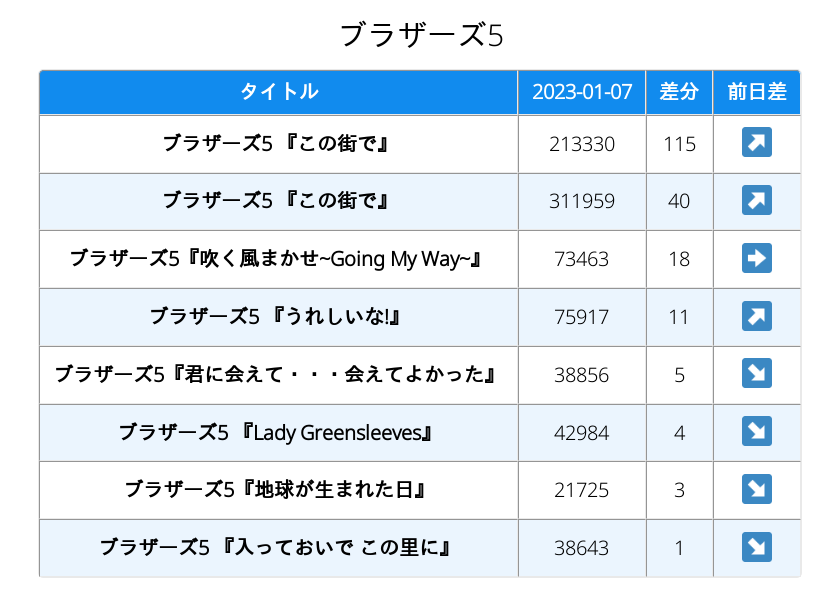 ブラザーズ5
タイトル 2023-01-07 差分 前日差
ブラザーズ5 『この街で』 213330 115 ↗
ブラザーズ5 『この街で』 311959 40 ↗
ブラザーズ5『吹く風まかせ~Going My Way~』 73463 18 ➡
ブラザーズ5 『うれしいな!』 75917 11 ↗
ブラザーズ5『君に会えて・・・会えてよかった』 38856 5 ↘
ブラザーズ5 『Lady Greensleeves』 42984 4 ↘
ブラザーズ5『地球が生まれた日』 21725 3 ↘
ブラザーズ5 『入っておいで この里に』 38643 1 ↘